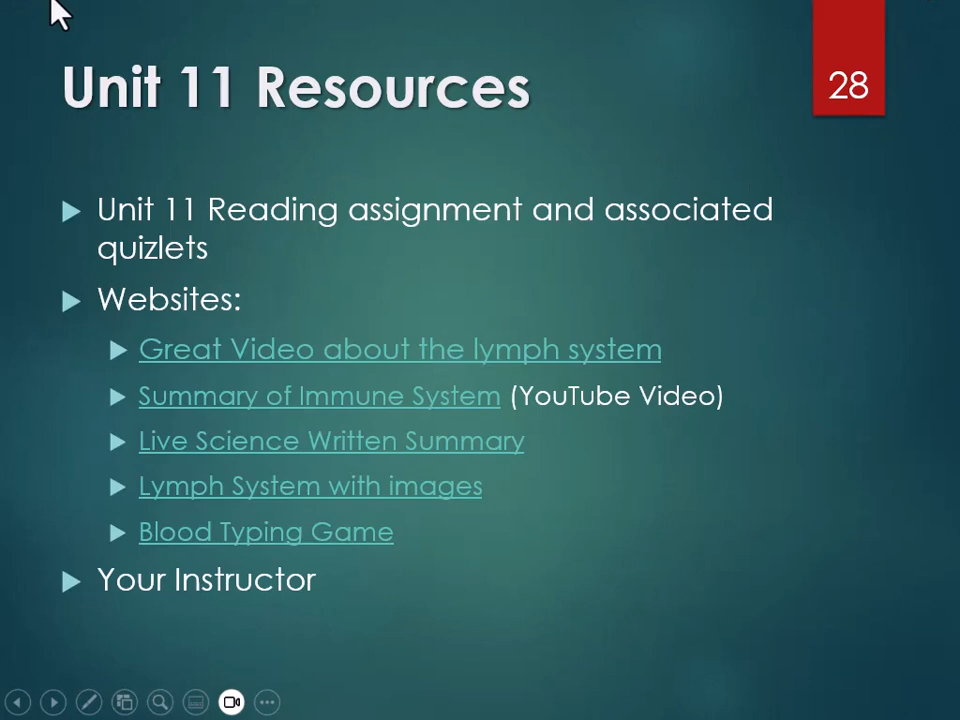 Unit 11 Resources
28
Unit 11 Reading assignment and associated
quizlets
Websites:
Great Video about the lymph system
Summary of Immune System (YouTube Video)
Live Science Written Summary
Lymph System with images
Blood Typing Game
Your Instructor